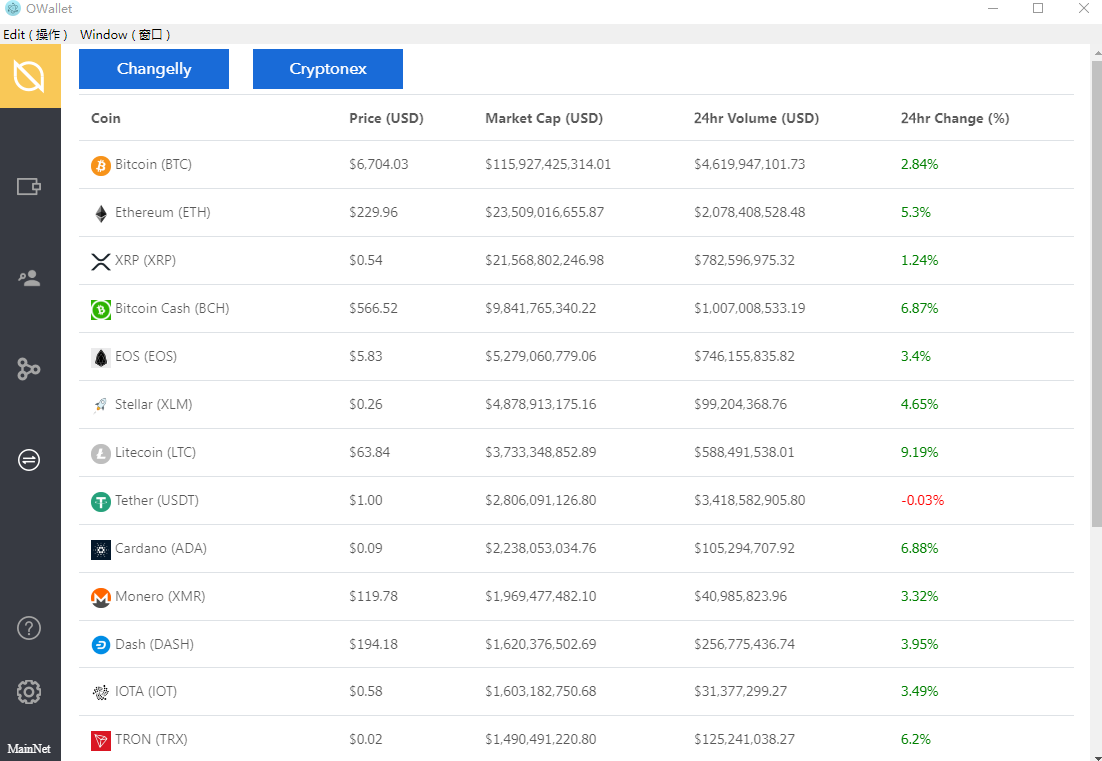 OWallet
Edit ( 操作 ) Window ( 窗口 )
Changelly Cryptonex
Coin Price (USD) Market Cap (USD) 24hr Volume (USD) 24hr Change (%)
Bitcoin (BTC) $6,704.03 $115,927,425,314.01 $4,619,947,101.73 2.84%
Ethereum (ETH) $229.96 $23,509,016,655.87 $2,078,408,528.48 5.3%
XRP (XRP) $0.54 $21,568,802,246.98 $782,596,975.32 1.24%
Bitcoin Cash (BCH) $566.52 $9,841,765,340.22 $1,007,008,533.19 6.87%
EOS (EOS) $5.83 $5,279,060,779.06 $746,155,835.82 3.4%
Stellar (XLM) $0.26 $4,878,913,175.16 $99,204,368.76 4.65%
Litecoin (LTC) $63.84 $3,733,348,852.89 $588,491,538.01 9.19%
Tether (USDT) $1.00 $2,806,091,126.80 $3,418,582,905.80 -0.03%
Cardano (ADA) $0.09 $2,238,053,034.76 $105,294,707.92 6.88%
Monero (XMR) $119.78 $1,969,477,482.10 $40,985,823.96 3.32%
Dash (DASH) $194.18 $1,620,376,502.69 $256,775,436.74 3.95%
IOTA (IOT) $0.58 $1,603,182,750.68 $31,377,299.27 3.49%
TRON (TRX) $0.02 $1,490,491,220.80 $125,241,038.27 6.2%
MainNet